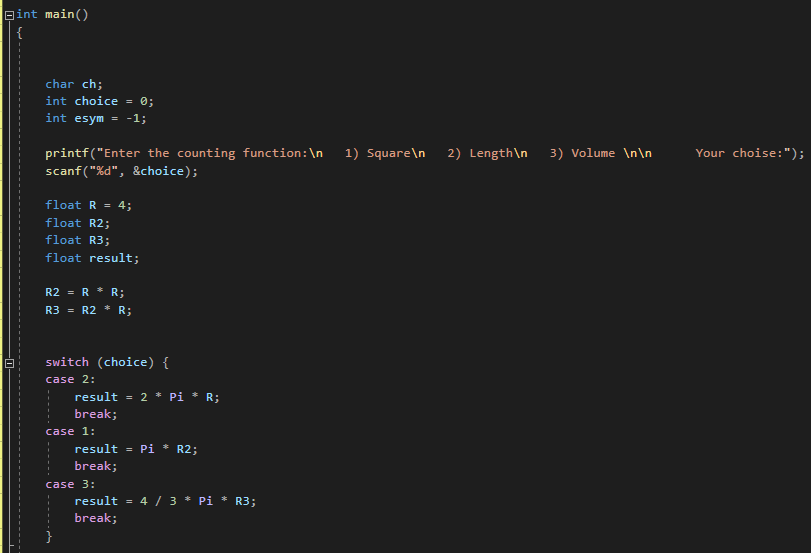 int main()
{
char ch;
int choice = 0;
int esym = -1;
printf("Enter the counting function:\n   1) Square\n   2) Length\n   3) Volume \n\n      Your choise:");
scanf("%d", &choice);
float R = 4;
float R2;
float R3;
float result;
R2 = R * R;
R3 = R2 * R;
switch (choice) {
case 2:
result = 2 * Pi * R;
break;
case 1:
result = Pi * R2;
break;
case 3:
result = 4 / 3 * Pi * R3;
break;
}